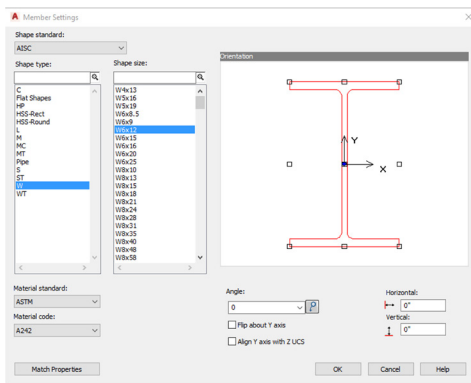 Member Settings
Shape standard:
AISC
Shape type:
Shape size:
C
Flat Shapes
HP
HSS-Rect
HSS-Round
L
M
MC
MT
Pipe
S
ST
W
WT
W4x13
W5x16
W5x19
W6x8.5
W6x9
W6x12
W6x15
W6x16
W6x20
W6x25
W8x10
W8x13
W8x15
W8x18
W8x21
W8x24
W8x28
W8x31
W8x35
W8x40
W8x48
W8x58
Orientation
Y
X
Material standard:
ASTM
Material code:
A242
Angle:
0
Flip about Y axis
Align Y axis with Z UCS
Horizontal:
0"
Vertical:
0"
Match Properties
OK
Cancel
Help